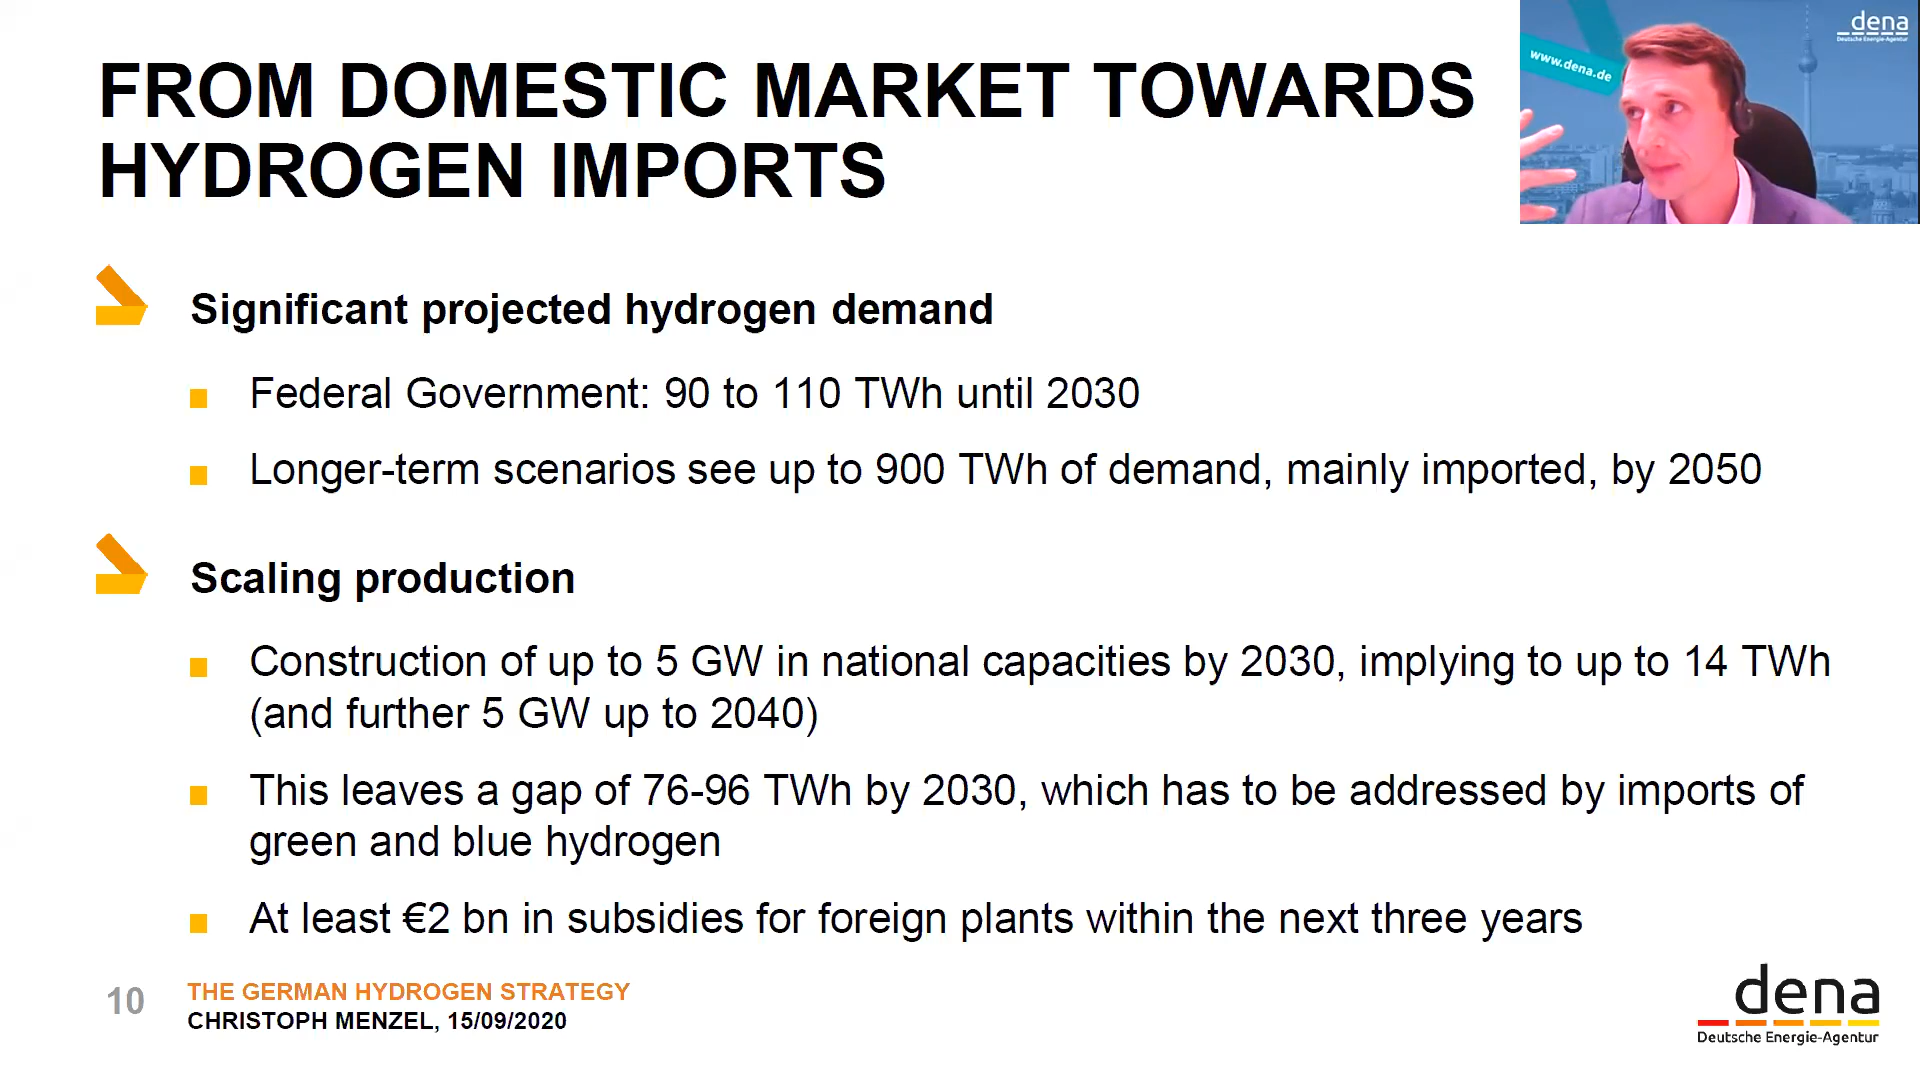 FROM DOMESTIC MARKET TOWARDS
HYDROGEN IMPORTS
www.dena.de
dena
Deutsche Energie-Agentur
Significant projected hydrogen demand
Federal Government: 90 to 110 TWh until 2030
Longer-term scenarios see up to 900 TWh of demand, mainly imported, by 2050
Scaling production
Construction of up to 5 GW in national capacities by 2030, implying to up to 14 TWh
(and further 5 GW up to 2040)
This leaves a gap of 76-96 TWh by 2030, which has to be addressed by imports of
green and blue hydrogen
At least €2 bn in subsidies for foreign plants within the next three years
10
THE GERMAN HYDROGEN STRATEGY
CHRISTOPH MENZEL, 15/09/2020
dena
Deutsche Energie-Agentur